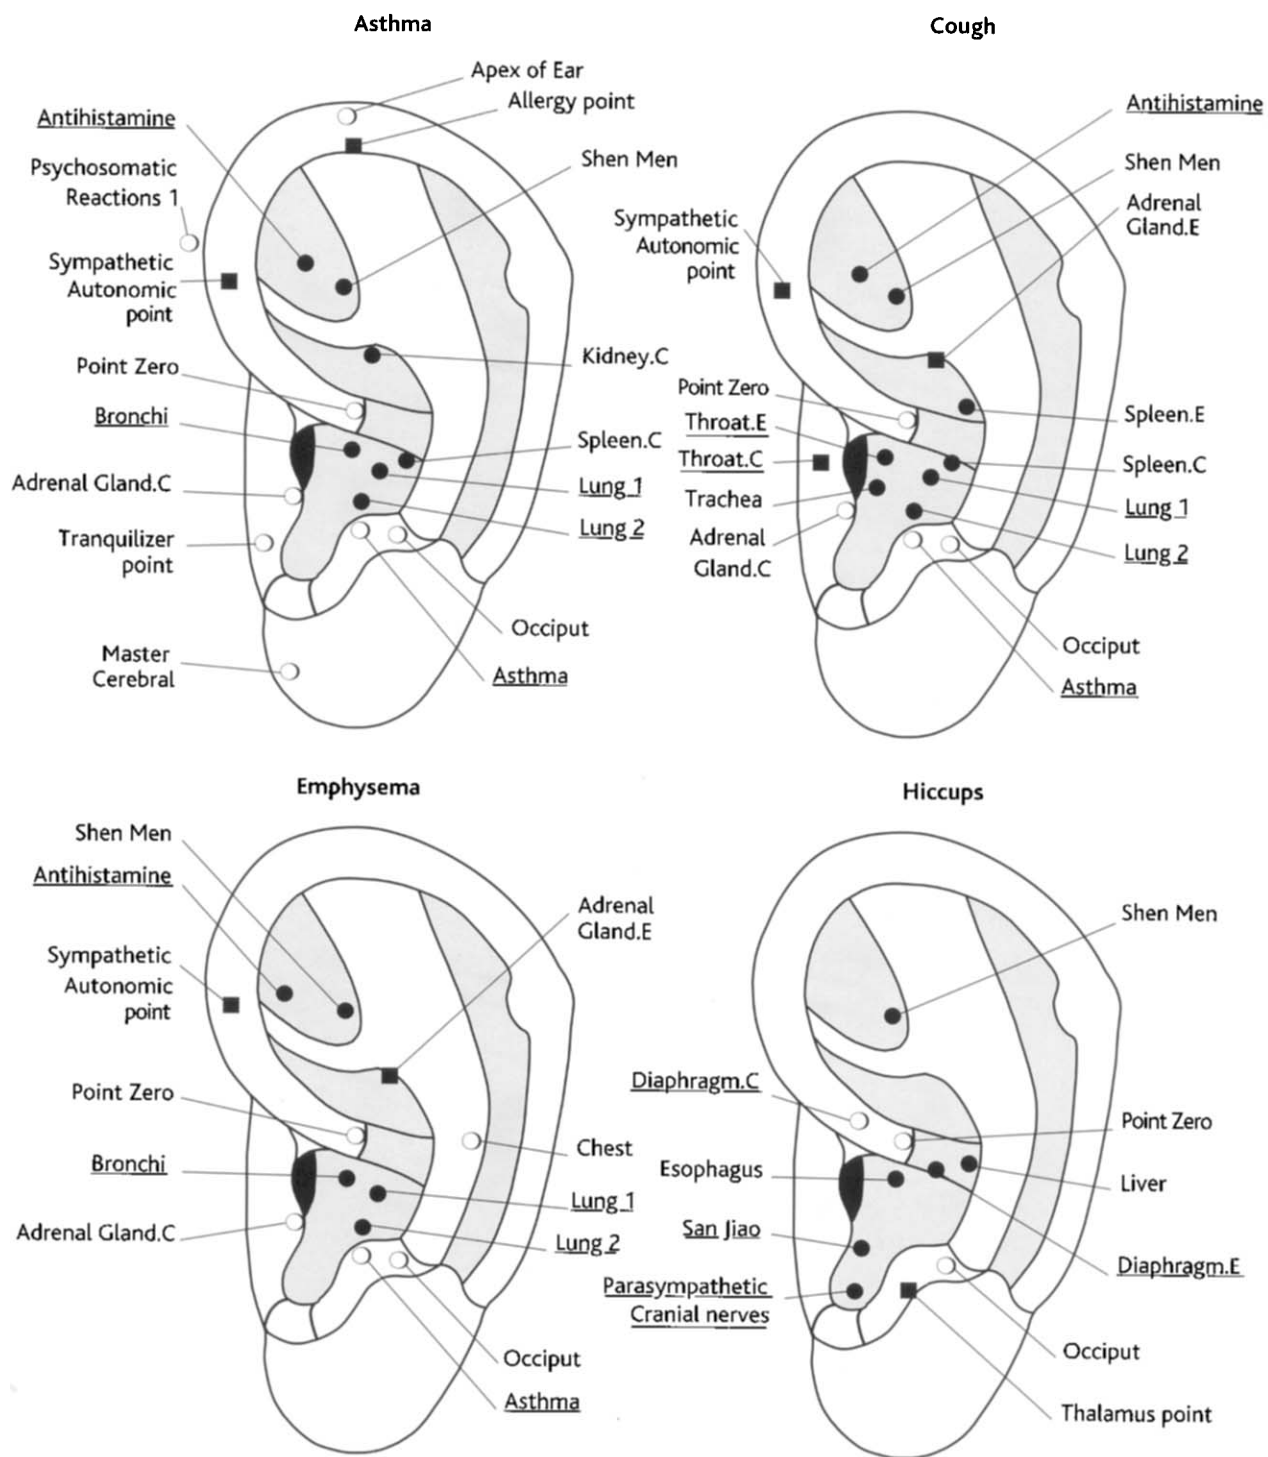 Asthma
Apex of Ear
Allergy point
Antihistamine
Shen Men
Psychosomatic
Reactions 1
Sympathetic
Autonomic
point
Point Zero
Kidney.C
Bronchi
Spleen.C
Adrenal Gland.C
Lung 1
Lung 2
Tranquilizer
point
Occiput
Master
Cerebral
Asthma
Cough
Antihistamine
Shen Men
Adrenal
Gland.E
Sympathetic
Autonomic
point
Point Zero
Throat.E
Spleen.E
Throat.C
Spleen.C
Trachea
Lung 1
Adrenal
Gland.C
Lung 2
Occiput
Asthma
Emphysema
Shen Men
Antihistamine
Adrenal
Gland.E
Sympathetic
Autonomic
point
Point Zero
Chest
Bronchi
Lung 1
Adrenal Gland.C
Lung 2
Occiput
Asthma
Hiccups
Shen Men
Diaphragm.C
Point Zero
Esophagus
Liver
San Jiao
Diaphragm.E
Parasympathetic
Cranial nerves
Occiput
Thalamus point